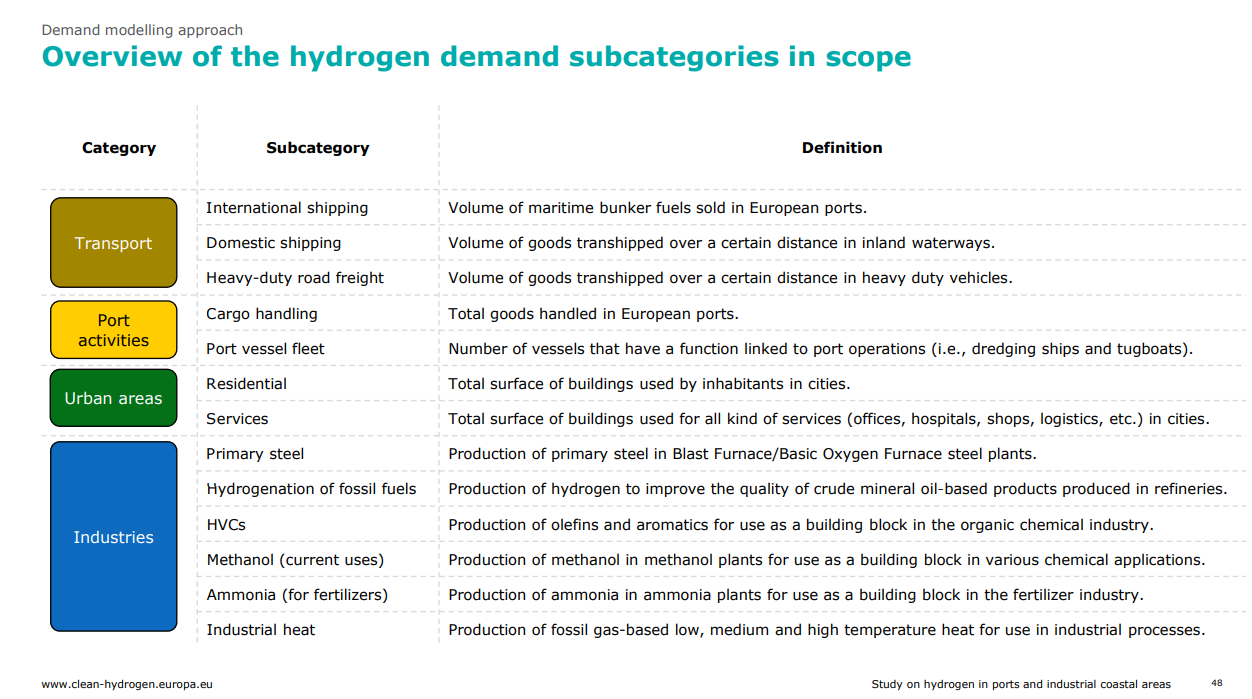 Demand modelling approach
Overview of the hydrogen demand subcategories in scope
Category Subcategory Definition
Transport
International shipping Volume of maritime bunker fuels sold in European ports.
Domestic shipping Volume of goods transhipped over a certain distance in inland waterways.
Heavy-duty road freight Volume of goods transhipped over a certain distance in heavy duty vehicles.
Port
activities
Cargo handling Total goods handled in European ports.
Port vessel fleet Number of vessels that have a function linked to port operations (i.e., dredging ships and tugboats).
Urban areas
Residential Total surface of buildings used by inhabitants in cities.
Services Total surface of buildings used for all kind of services (offices, hospitals, shops, logistics, etc.) in cities.
Industries
Primary steel Production of primary steel in Blast Furnace/Basic Oxygen Furnace steel plants.
Hydrogenation of fossil fuels Production of hydrogen to improve the quality of crude mineral oil-based products produced in refineries.
HVCs Production of olefins and aromatics for use as a building block in the organic chemical industry.
Methanol (current uses) Production of methanol in methanol plants for use as a building block in various chemical applications.
Ammonia (for fertilizers) Production of ammonia in ammonia plants for use as a building block in the fertilizer industry.
Industrial heat Production of fossil gas-based low, medium and high temperature heat for use in industrial processes.
www.clean-hydrogen.europa.eu Study on hydrogen in ports and industrial coastal areas 48